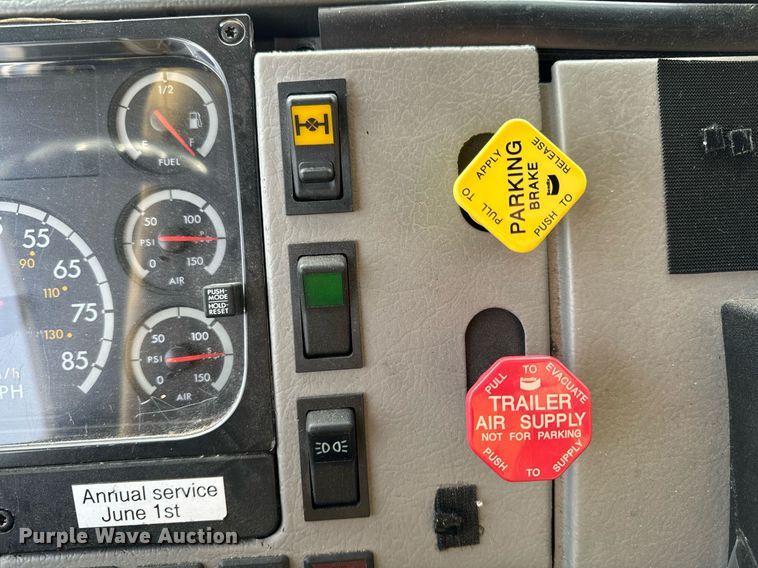 1/2
E
F
FUEL
50
100
PSI
0
150
AIR
55
90
65
110
75
130
85
MPH
PUSH-
MODE
HOLD-
RESET
50
100
PSI
0
150
AIR
Annual service
June 1st
PULL TO APPLY
PARKING
BRAKE
PUSH TO RELEASE
PULL TO EVACUATE
TRAILER
AIR SUPPLY
NOT FOR PARKING
PUSH TO SUPPLY
Purple Wave Auction